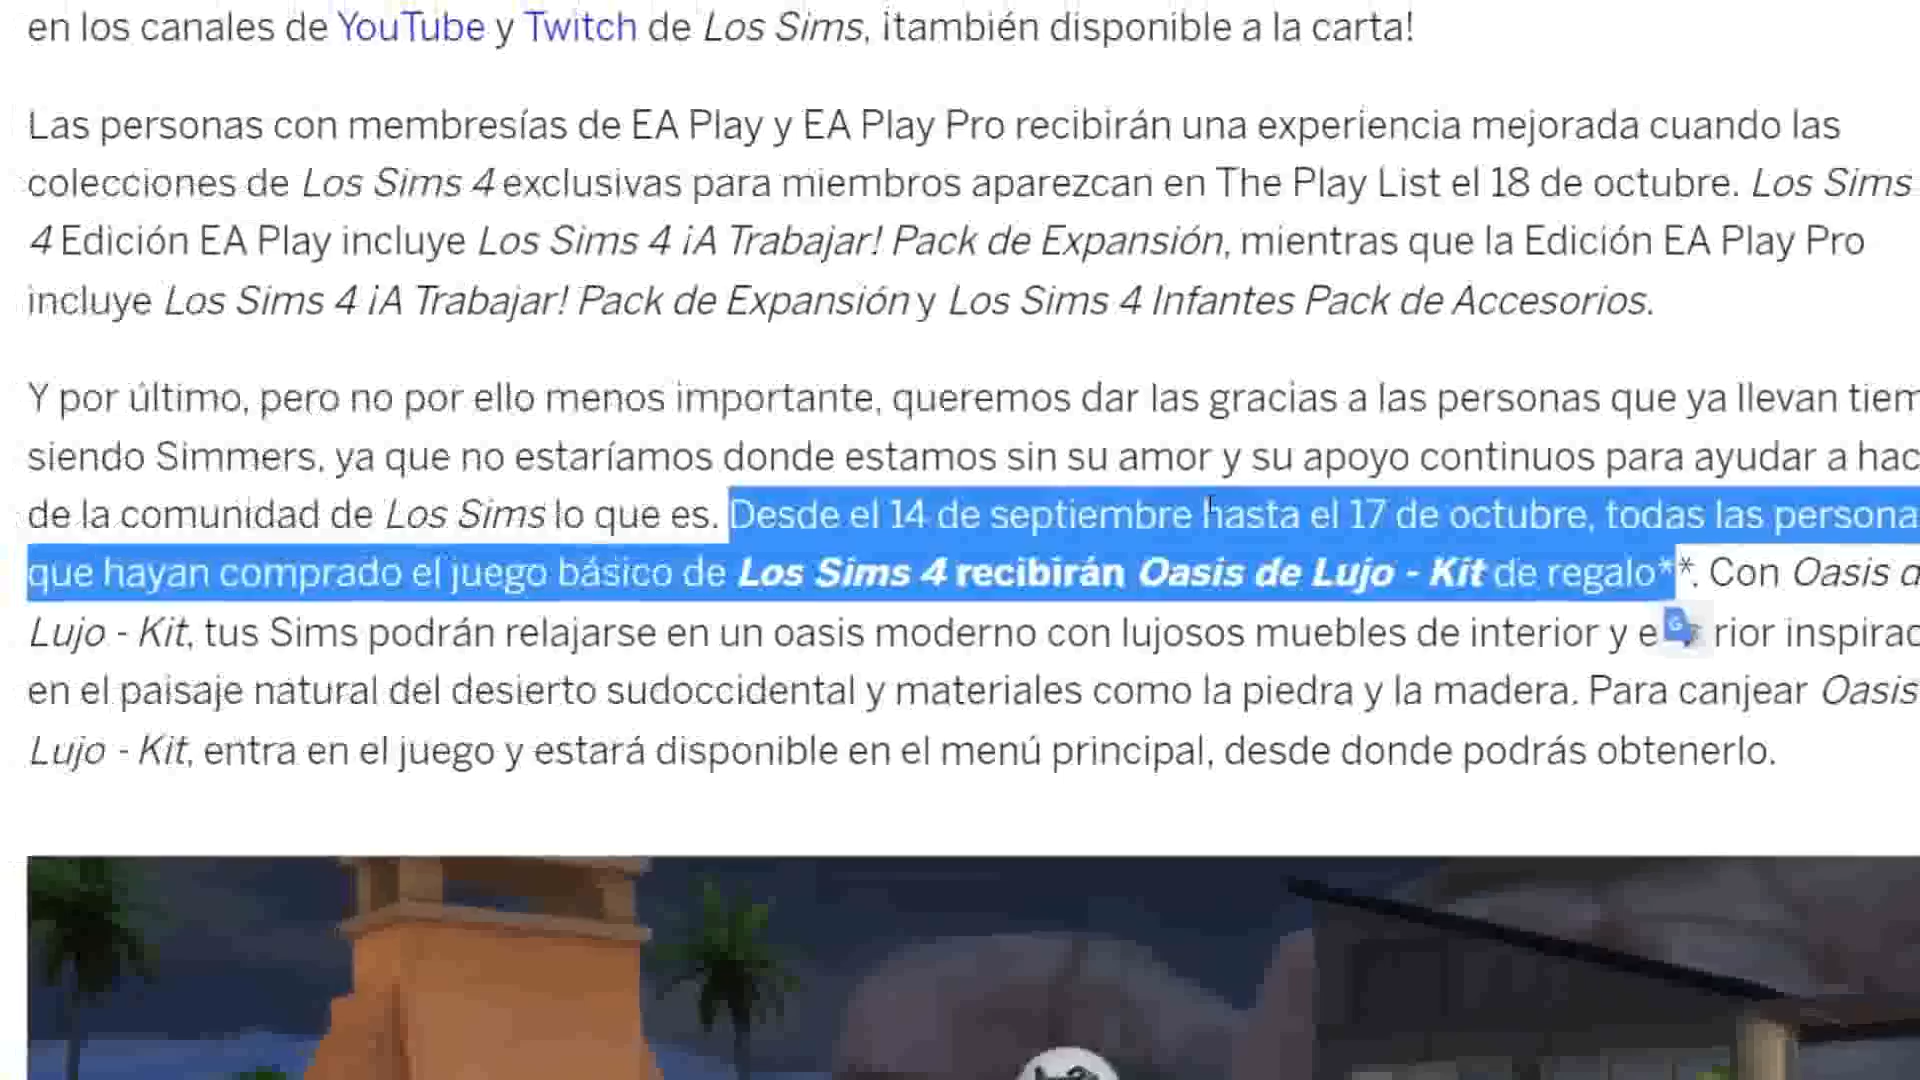 en los canales de YouTube y Twitch de Los Sims, ¡también disponible a la carta!
Las personas con membresías de EA Play y EA Play Pro recibirán una experiencia mejorada cuando las
colecciones de Los Sims 4 exclusivas para miembros aparezcan en The Play List el 18 de octubre. Los Sims
4 Edición EA Play incluye Los Sims 4 ¡A Trabajar! Pack de Expansión, mientras que la Edición EA Play Pro
incluye Los Sims 4 ¡A Trabajar! Pack de Expansión y Los Sims 4 Infantes Pack de Accesorios.
Y por último, pero no por ello menos importante, queremos dar las gracias a las personas que ya llevan tiem
siendo Simmers, ya que no estaríamos donde estamos sin su amor y su apoyo continuos para ayudar a hac
de la comunidad de Los Sims lo que es. Desde el 14 de septiembre hasta el 17 de octubre, todas las persona
que hayan comprado el juego básico de Los Sims 4 recibirán Oasis de Lujo - Kit de regalo**. Con Oasis d
Lujo - Kit, tus Sims podrán relajarse en un oasis moderno con lujosos muebles de interior y e rior inspirac
en el paisaje natural del desierto sudoccidental y materiales como la piedra y la madera. Para canjear Oasis
Lujo - Kit, entra en el juego y estará disponible en el menú principal, desde donde podrás obtenerlo.